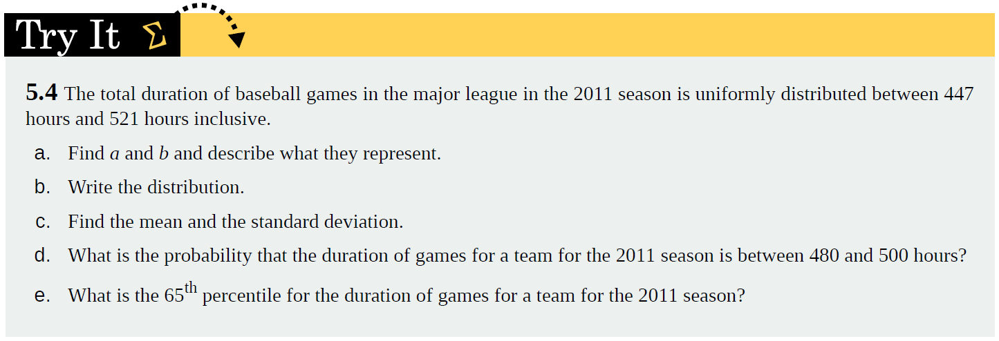 Try It Σ
5.4 The total duration of baseball games in the major league in the 2011 season is uniformly distributed between 447
hours and 521 hours inclusive.
a. Find a and b and describe what they represent.
b. Write the distribution.
c. Find the mean and the standard deviation.
d. What is the probability that the duration of games for a team for the 2011 season is between 480 and 500 hours?
e. What is the 65th percentile for the duration of games for a team for the 2011 season?